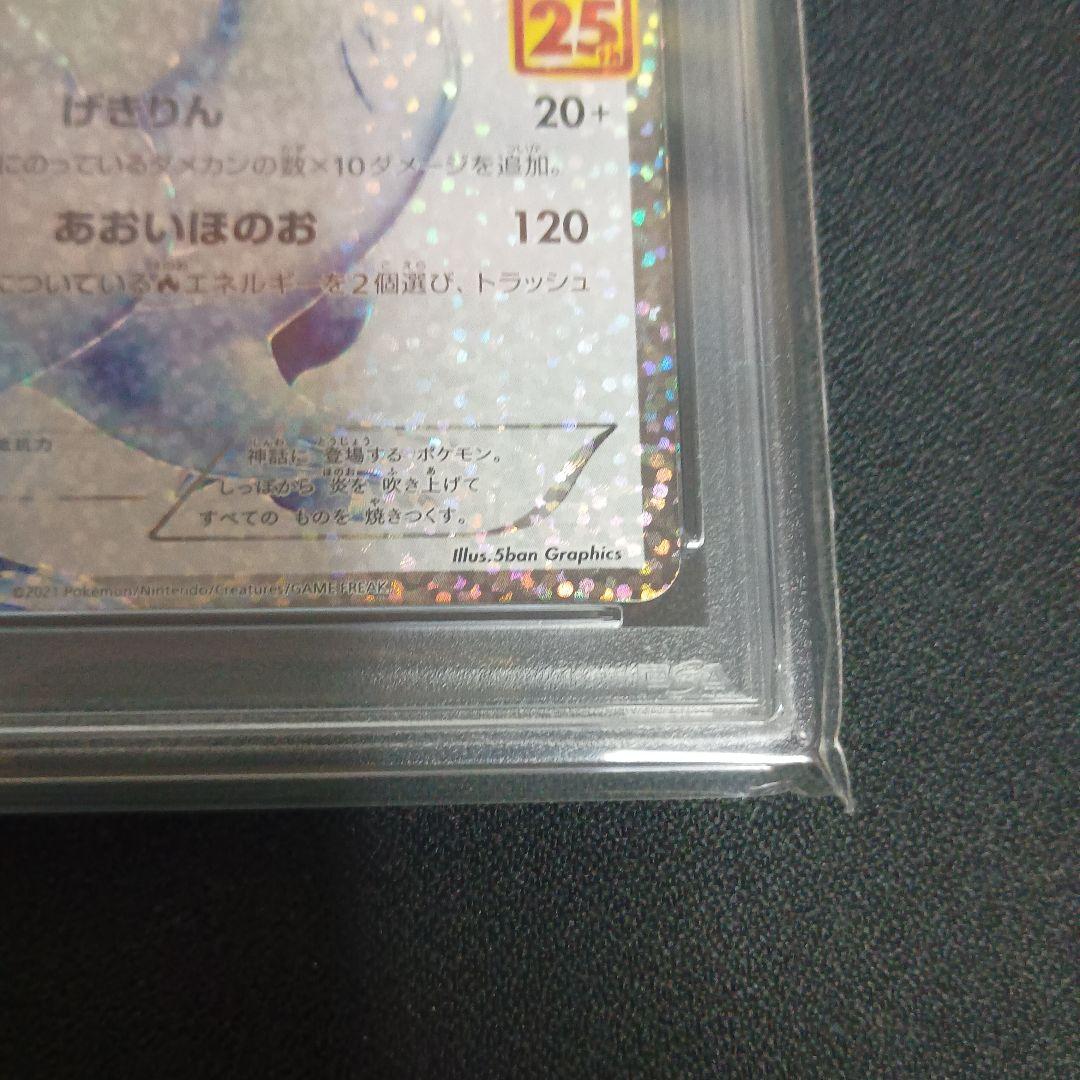 25th
げきりん 20+
にのっているダメカンの数×10ダメージを追加。
あおいほのお 120
についている エネルギーを2個選び、トラッシュ
抵抗力
神話に 登場する ポケモン。
しっぽから 炎を 吹き上げて
すべての ものを 焼きつくす。
Illus.5ban Graphics
©2021 Pokémon/Nintendo/Creatures/GAME FREAK
PSA